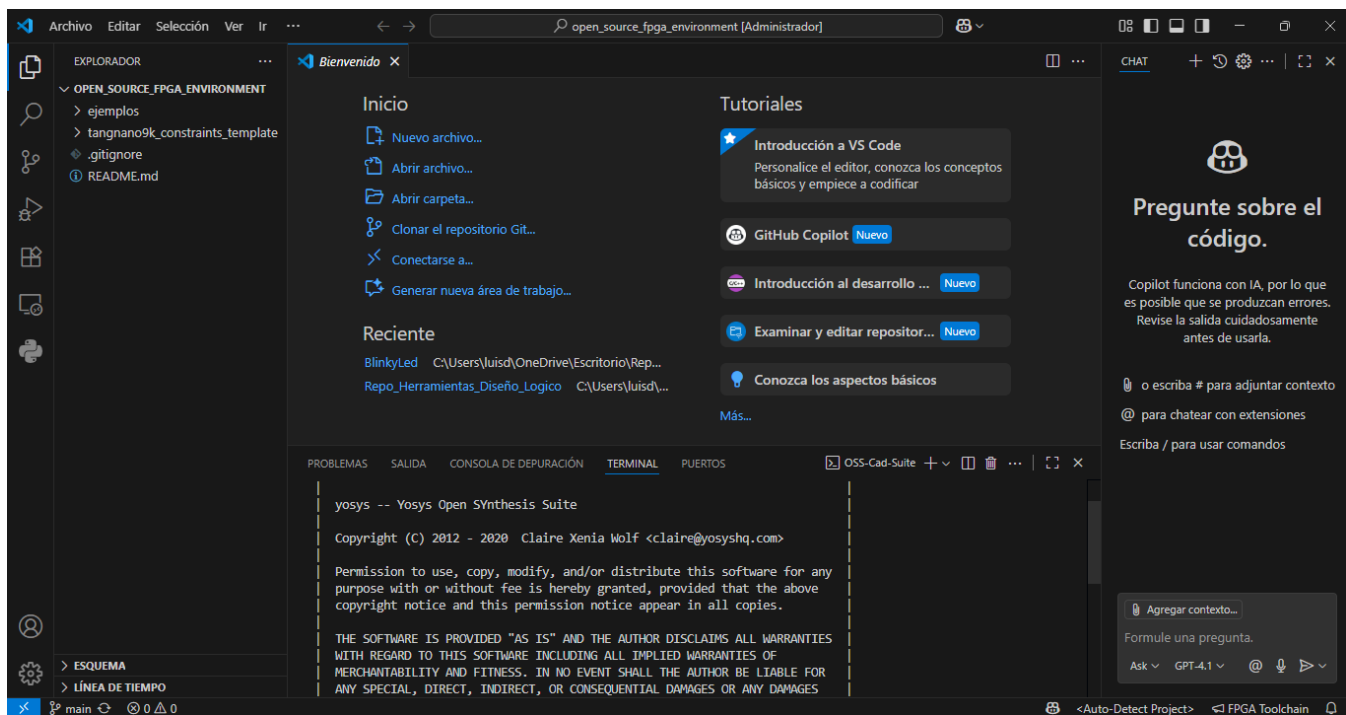 Archivo Editar Selección Ver Ir ···
open_source_fpga_environment [Administrador]
EXPLORADOR ···
OPEN_SOURCE_FPGA_ENVIRONMENT
> ejemplos
> tangnano9k_constraints_template
.gitignore
README.md
> ESQUEMA
> LÍNEA DE TIEMPO
Bienvenido
Inicio
Nuevo archivo...
Abrir archivo...
Abrir carpeta...
Clonar el repositorio Git...
Conectarse a...
Generar nueva área de trabajo...
Reciente
BlinkyLed C:\Users\luisd\OneDrive\Escritorio\Rep...
Repo_Herramientas_Diseño_Logico C:\Users\luisd\...
Tutoriales
Introducción a VS Code
Personalice el editor, conozca los conceptos
básicos y empiece a codificar
GitHub Copilot Nuevo
C/C++ Introducción al desarrollo ... Nuevo
Examinar y editar repositor... Nuevo
Conozca los aspectos básicos
Más...
PROBLEMAS SALIDA CONSOLA DE DEPURACIÓN TERMINAL PUERTOS OSS-Cad-Suite
yosys -- Yosys Open SYnthesis Suite
Copyright (C) 2012 - 2020 Claire Xenia Wolf <claire@yosyshq.com>
Permission to use, copy, modify, and/or distribute this software for any
purpose with or without fee is hereby granted, provided that the above
copyright notice and this permission notice appear in all copies.
THE SOFTWARE IS PROVIDED "AS IS" AND THE AUTHOR DISCLAIMS ALL WARRANTIES
WITH REGARD TO THIS SOFTWARE INCLUDING ALL IMPLIED WARRANTIES OF
MERCHANTABILITY AND FITNESS. IN NO EVENT SHALL THE AUTHOR BE LIABLE FOR
ANY SPECIAL, DIRECT, INDIRECT, OR CONSEQUENTIAL DAMAGES OR ANY DAMAGES
CHAT
Pregunte sobre el
código.
Copilot funciona con IA, por lo que
es posible que se produzcan errores.
Revise la salida cuidadosamente
antes de usarla.
o escriba # para adjuntar contexto
@ para chatear con extensiones
Escriba / para usar comandos
Agregar contexto...
Formule una pregunta.
Ask GPT-4.1 @
main 0 0 <Auto-Detect Project> FPGA Toolchain